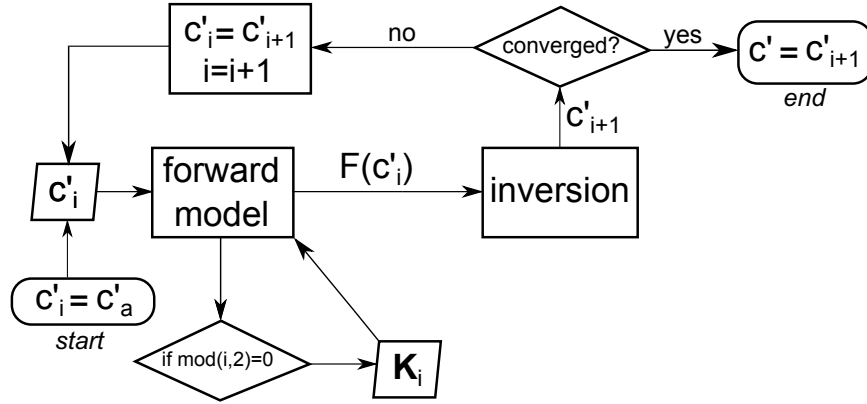 c'i = c'i+1
i=i+1
no
converged?
yes
c' = c'i+1
end
c'i+1
c'i
forward
model
F(c'i)
inversion
c'i = c'a
start
if mod(i,2)=0
Ki